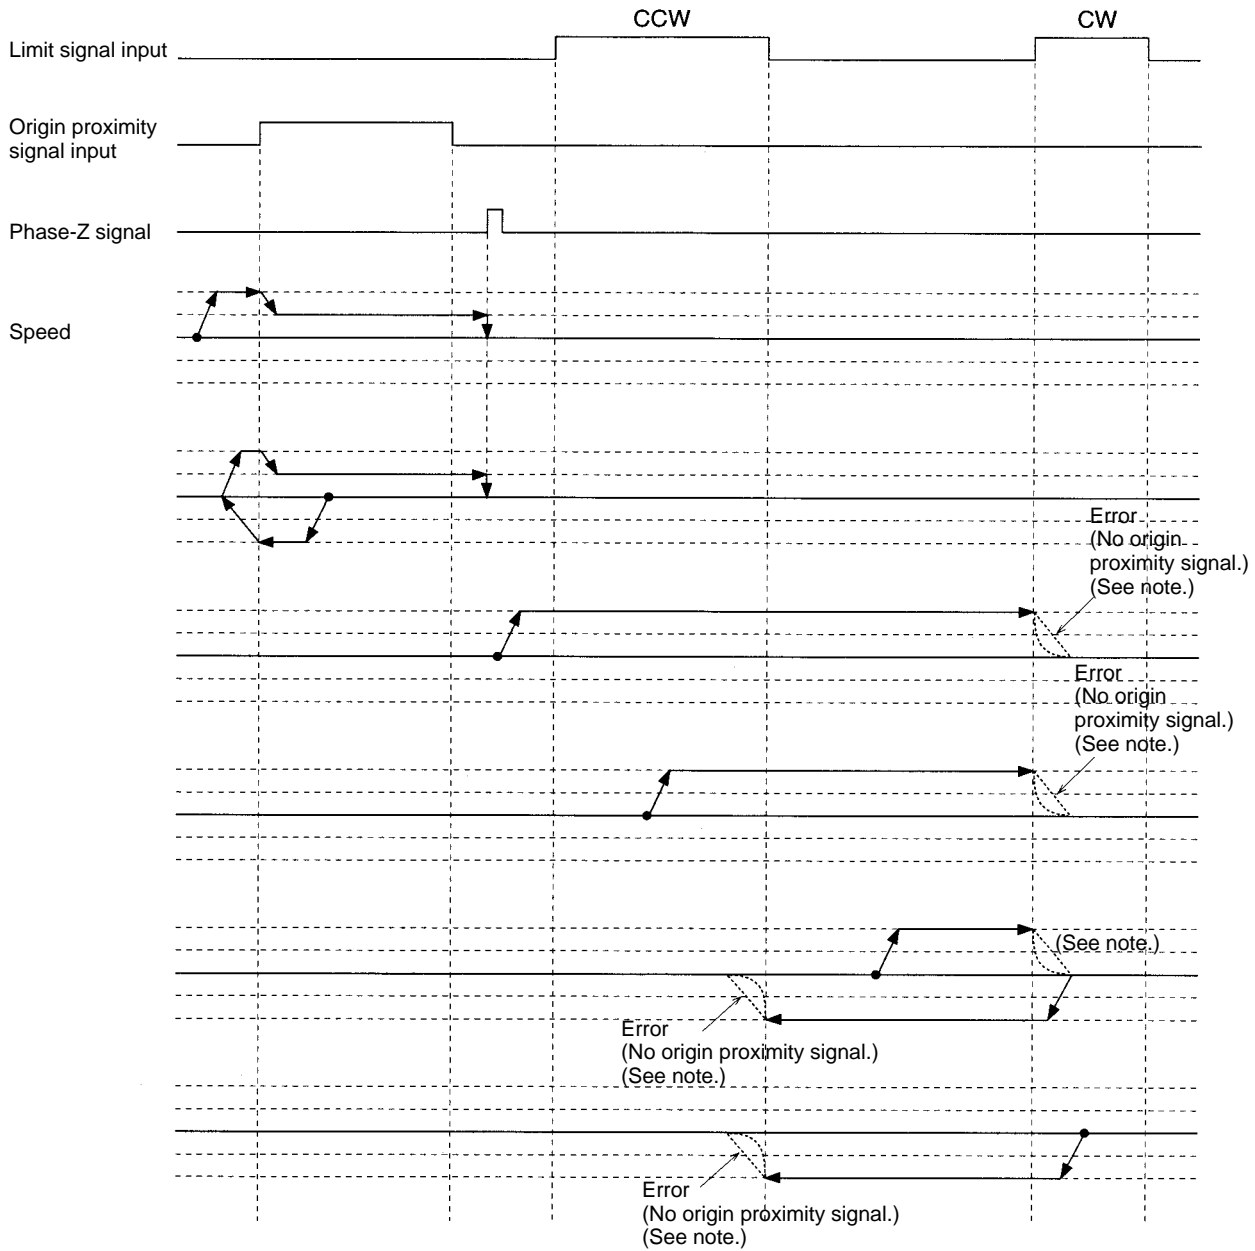 CCW
CW
Limit signal input
Origin proximity
signal input
Phase-Z signal
Speed
Error
(No origin
proximity signal.)
(See note.)
Error
(No origin
proximity signal.)
(See note.)
(See note.)
Error
(No origin proximity signal.)
(See note.)
Error
(No origin proximity signal.)
(See note.)